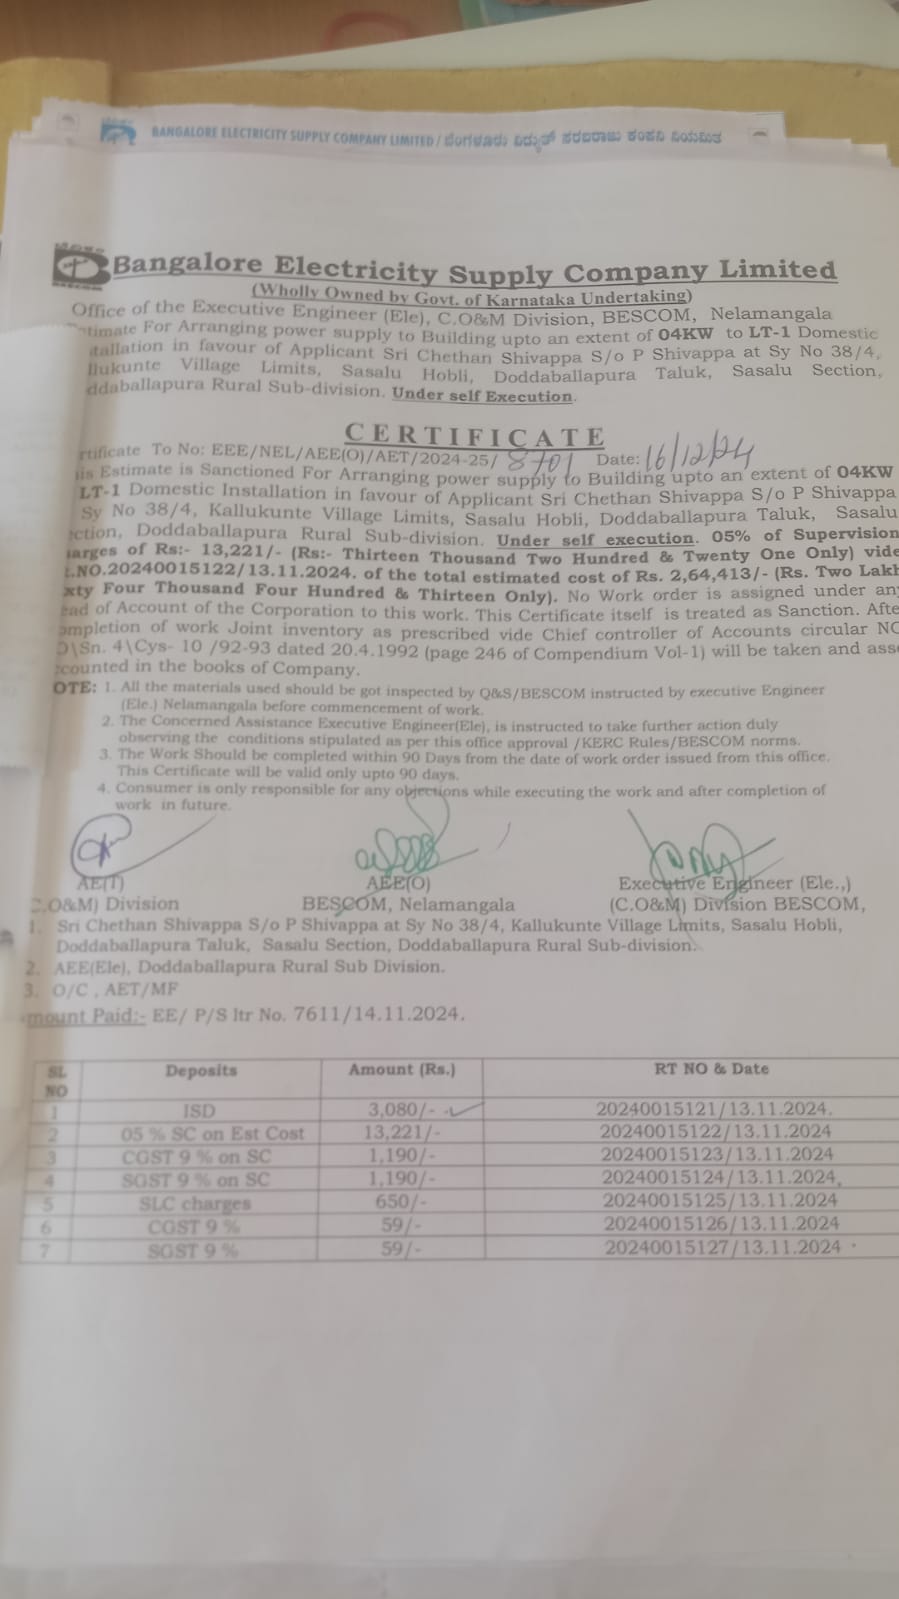 BANGALORE ELECTRICITY SUPPLY COMPANY LIMITED / ಬೆಂಗಳೂರು ವಿದ್ಯುತ್ ಸರಬರಾಜು ಕಂಪನಿ ನಿಯಮಿತ
Bangalore Electricity Supply Company Limited
(Wholly Owned by Govt. of Karnataka Undertaking)
Office of the Executive Engineer (Ele), C.O&M Division, BESCOM, Nelamangala
timate For Arranging power supply to Building upto an extent of 04KW to LT-1 Domestic
tallation in favour of Applicant Sri Chethan Shivappa S/o P Shivappa at Sy No 38/4,
llukunte Village Limits, Sasalu Hobli, Doddaballapura Taluk, Sasalu Section,
ddaballapura Rural Sub-division. Under self Execution.
CERTIFICATE
rtificate To No: EEE/NEL/AEE(O)/AET/2024-25/ 8701 Date: 16/12/24
is Estimate is Sanctioned For Arranging power supply to Building upto an extent of 04KW
LT-1 Domestic Installation in favour of Applicant Sri Chethan Shivappa S/o P Shivappa
Sy No 38/4, Kallukunte Village Limits, Sasalu Hobli, Doddaballapura Taluk, Sasalu
ection, Doddaballapura Rural Sub-division. Under self execution. 05% of Supervision
arges of Rs:- 13,221/- (Rs:- Thirteen Thousand Two Hundred & Twenty One Only) vide
.NO.20240015122/13.11.2024. of the total estimated cost of Rs. 2,64,413/- (Rs. Two Lakh
xty Four Thousand Four Hundred & Thirteen Only). No Work order is assigned under any
ead of Account of the Corporation to this work. This Certificate itself is treated as Sanction. Afte
ompletion of work Joint inventory as prescribed vide Chief controller of Accounts circular NO
O\Sn. 4\Cys- 10 /92-93 dated 20.4.1992 (page 246 of Compendium Vol-1) will be taken and asse
ccounted in the books of Company.
OTE: 1. All the materials used should be got inspected by Q&S/BESCOM instructed by executive Engineer
(Ele.) Nelamangala before commencement of work.
2. The Concerned Assistance Executive Engineer(Ele), is instructed to take further action duly
observing the conditions stipulated as per this office approval /KERC Rules/BESCOM norms.
3. The Work Should be completed within 90 Days from the date of work order issued from this office.
This Certificate will be valid only upto 90 days.
4. Consumer is only responsible for any objections while executing the work and after completion of
work in future.
AE(T) AEE(O) Executive Engineer (Ele.,)
C.O&M) Division BESCOM, Nelamangala (C.O&M) Division BESCOM,
1. Sri Chethan Shivappa S/o P Shivappa at Sy No 38/4, Kallukunte Village Limits, Sasalu Hobli,
Doddaballapura Taluk, Sasalu Section, Doddaballapura Rural Sub-division.
2. AEE(Ele), Doddaballapura Rural Sub Division.
3. O/C , AET/MF
mount Paid:- EE/ P/S ltr No. 7611/14.11.2024.
SL NO Deposits Amount (Rs.) RT NO & Date
1 ISD 3,080/- 20240015121/13.11.2024.
2 05 % SC on Est Cost 13,221/- 20240015122/13.11.2024
3 CGST 9 % on SC 1,190/- 20240015123/13.11.2024
4 SGST 9 % on SC 1,190/- 20240015124/13.11.2024.
5 SLC charges 650/- 20240015125/13.11.2024
6 CGST 9 % 59/- 20240015126/13.11.2024
7 SGST 9 % 59/- 20240015127/13.11.2024